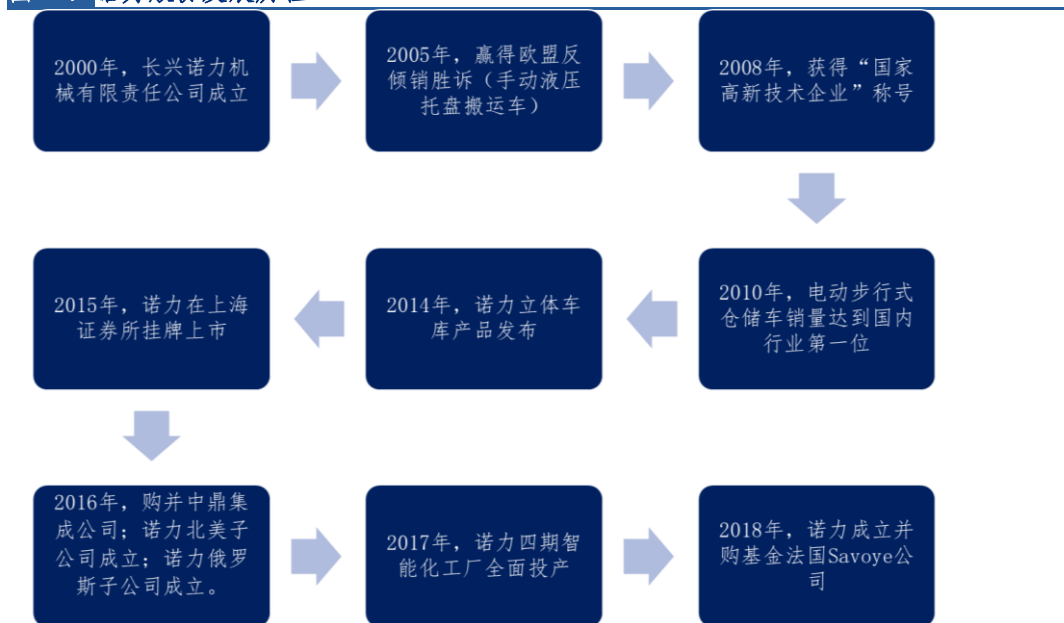 2000年，长兴诺力机
械有限责任公司成立
2005年，赢得欧盟反
倾销胜诉（手动液压
托盘搬运车）
2008年，获得“国家
高新技术企业”称号
2010年，电动步行式
仓储车销量达到国内
行业第一位
2014年，诺力立体车
库产品发布
2015年，诺力在上海
证券所挂牌上市
2016年，购并中鼎集
成公司；诺力北美子
公司成立；诺力俄罗
斯子公司成立。
2017年，诺力四期智
能化工厂全面投产
2018年，诺力成立并
购基金法国Savoye公
司